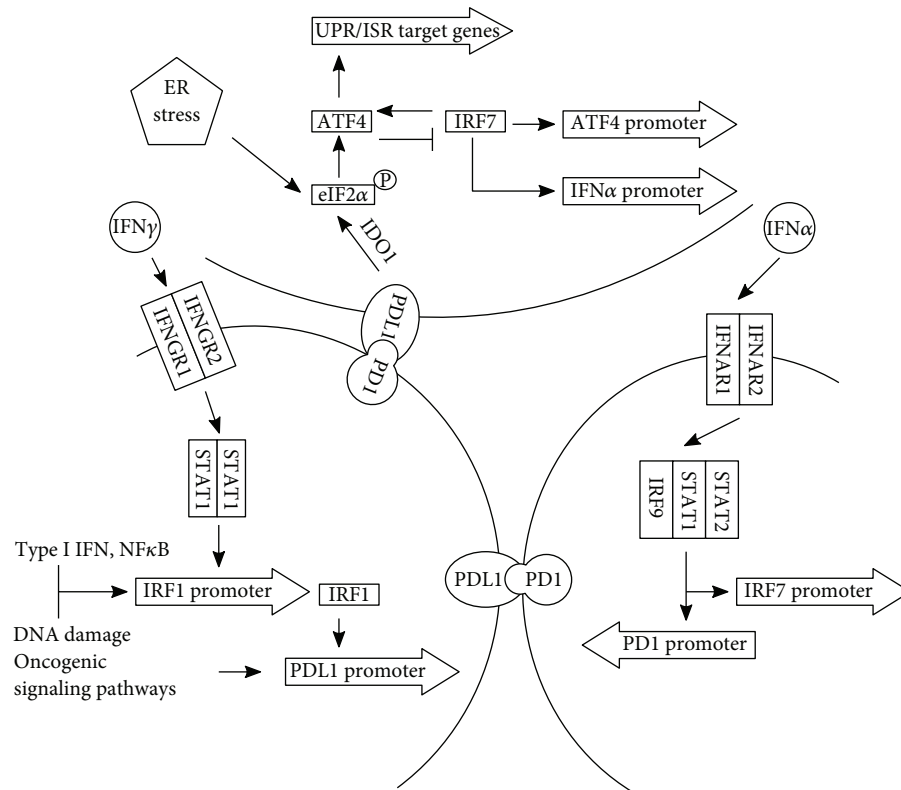 UPR/ISR target genes
ER
stress
ATF4
IRF7
ATF4 promoter
eIF2α
P
IFNα promoter
IDO1
IFNγ
IFNα
IFNGR1
IFNGR2
PDL1
PD1
IFNAR1
IFNAR2
STAT1
STAT1
IRF9
STAT1
STAT2
Type I IFN, NFκB
IRF1 promoter
IRF1
PDL1
PD1
IRF7 promoter
DNA damage
Oncogenic
signaling pathways
PDL1 promoter
PD1 promoter